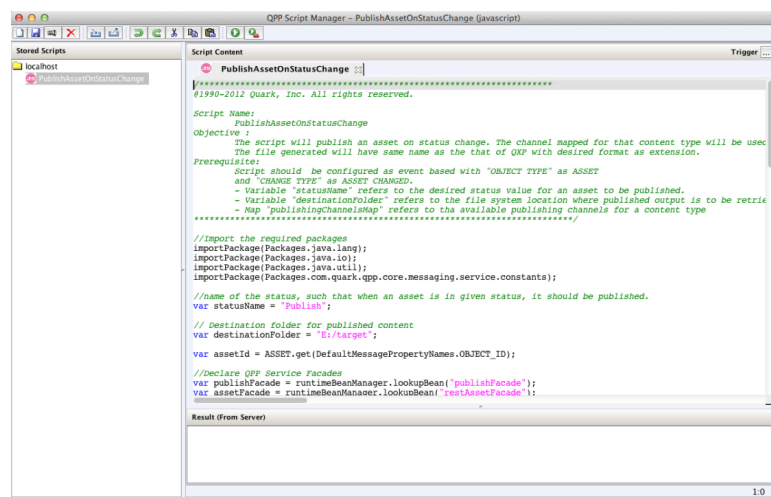 QPP Script Manager – PublishAssetOnStatusChange (javascript)
Stored Scripts
localhost
JS PublishAssetOnStatusChange
Script Content
Trigger ...
JS PublishAssetOnStatusChange
/*********************************************************************
@1990-2012 Quark, Inc. All rights reserved.
Script Name:
PublishAssetOnStatusChange
Objective :
The script will publish an asset on status change. The channel mapped for that content type will be used
The file generated will have same name as the that of QXP with desired format as extension.
Prerequisite:
Script should be configured as event based with "OBJECT TYPE" as ASSET
and "CHANGE TYPE" as ASSET CHANGED.
- Variable "statusName" refers to the desired status value for an asset to be published.
- Variable "destinationFolder" refers to the file system location where published output is to be retrie
- Map "publishingChannelsMap" refers to tha available publishing channels for a content type
**************************************************************************/
//Import the required packages
importPackage(Packages.java.lang);
importPackage(Packages.java.io);
importPackage(Packages.java.util);
importPackage(Packages.com.quark.qpp.core.messaging.service.constants);
//name of the status, such that when an asset is in given status, it should be published.
var statusName = "Publish";
// Destination folder for published content
var destinationFolder = "E:/target";
var assetId = ASSET.get(DefaultMessagePropertyNames.OBJECT_ID);
//Declare QPP Service Facades
var publishFacade = runtimeBeanManager.lookupBean("publishFacade");
var assetFacade = runtimeBeanManager.lookupBean("restAssetFacade");
Result (From Server)
1:0